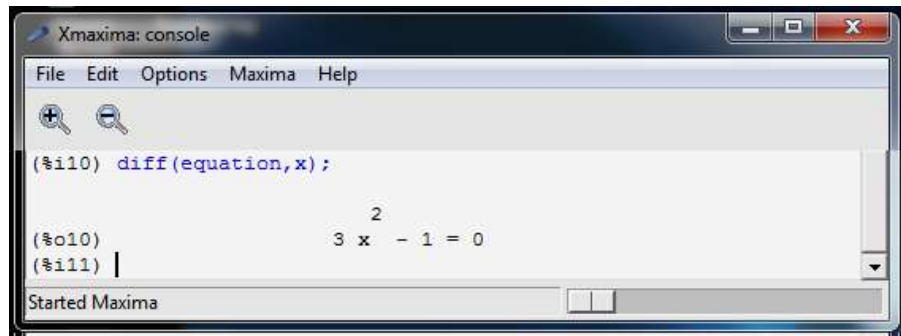 Xmaxima: console
File Edit Options Maxima Help
(%i10) diff(equation,x);
2
(%o10) 3 x - 1 = 0
(%i11)
Started Maxima